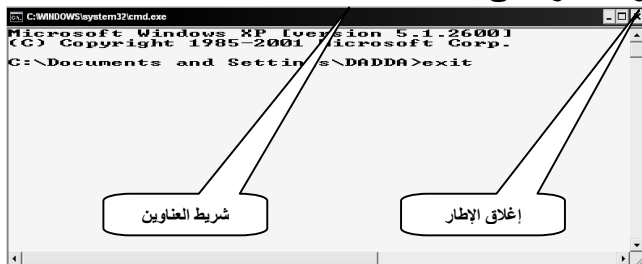 C:\WINDOWS\system32\cmd.exe
Microsoft Windows XP [version 5.1.2600]
(C) Copyright 1985-2001 Microsoft Corp.
C:\Documents and Settings\DADDA>exit
شريط العناوين
إغلاق الإطار